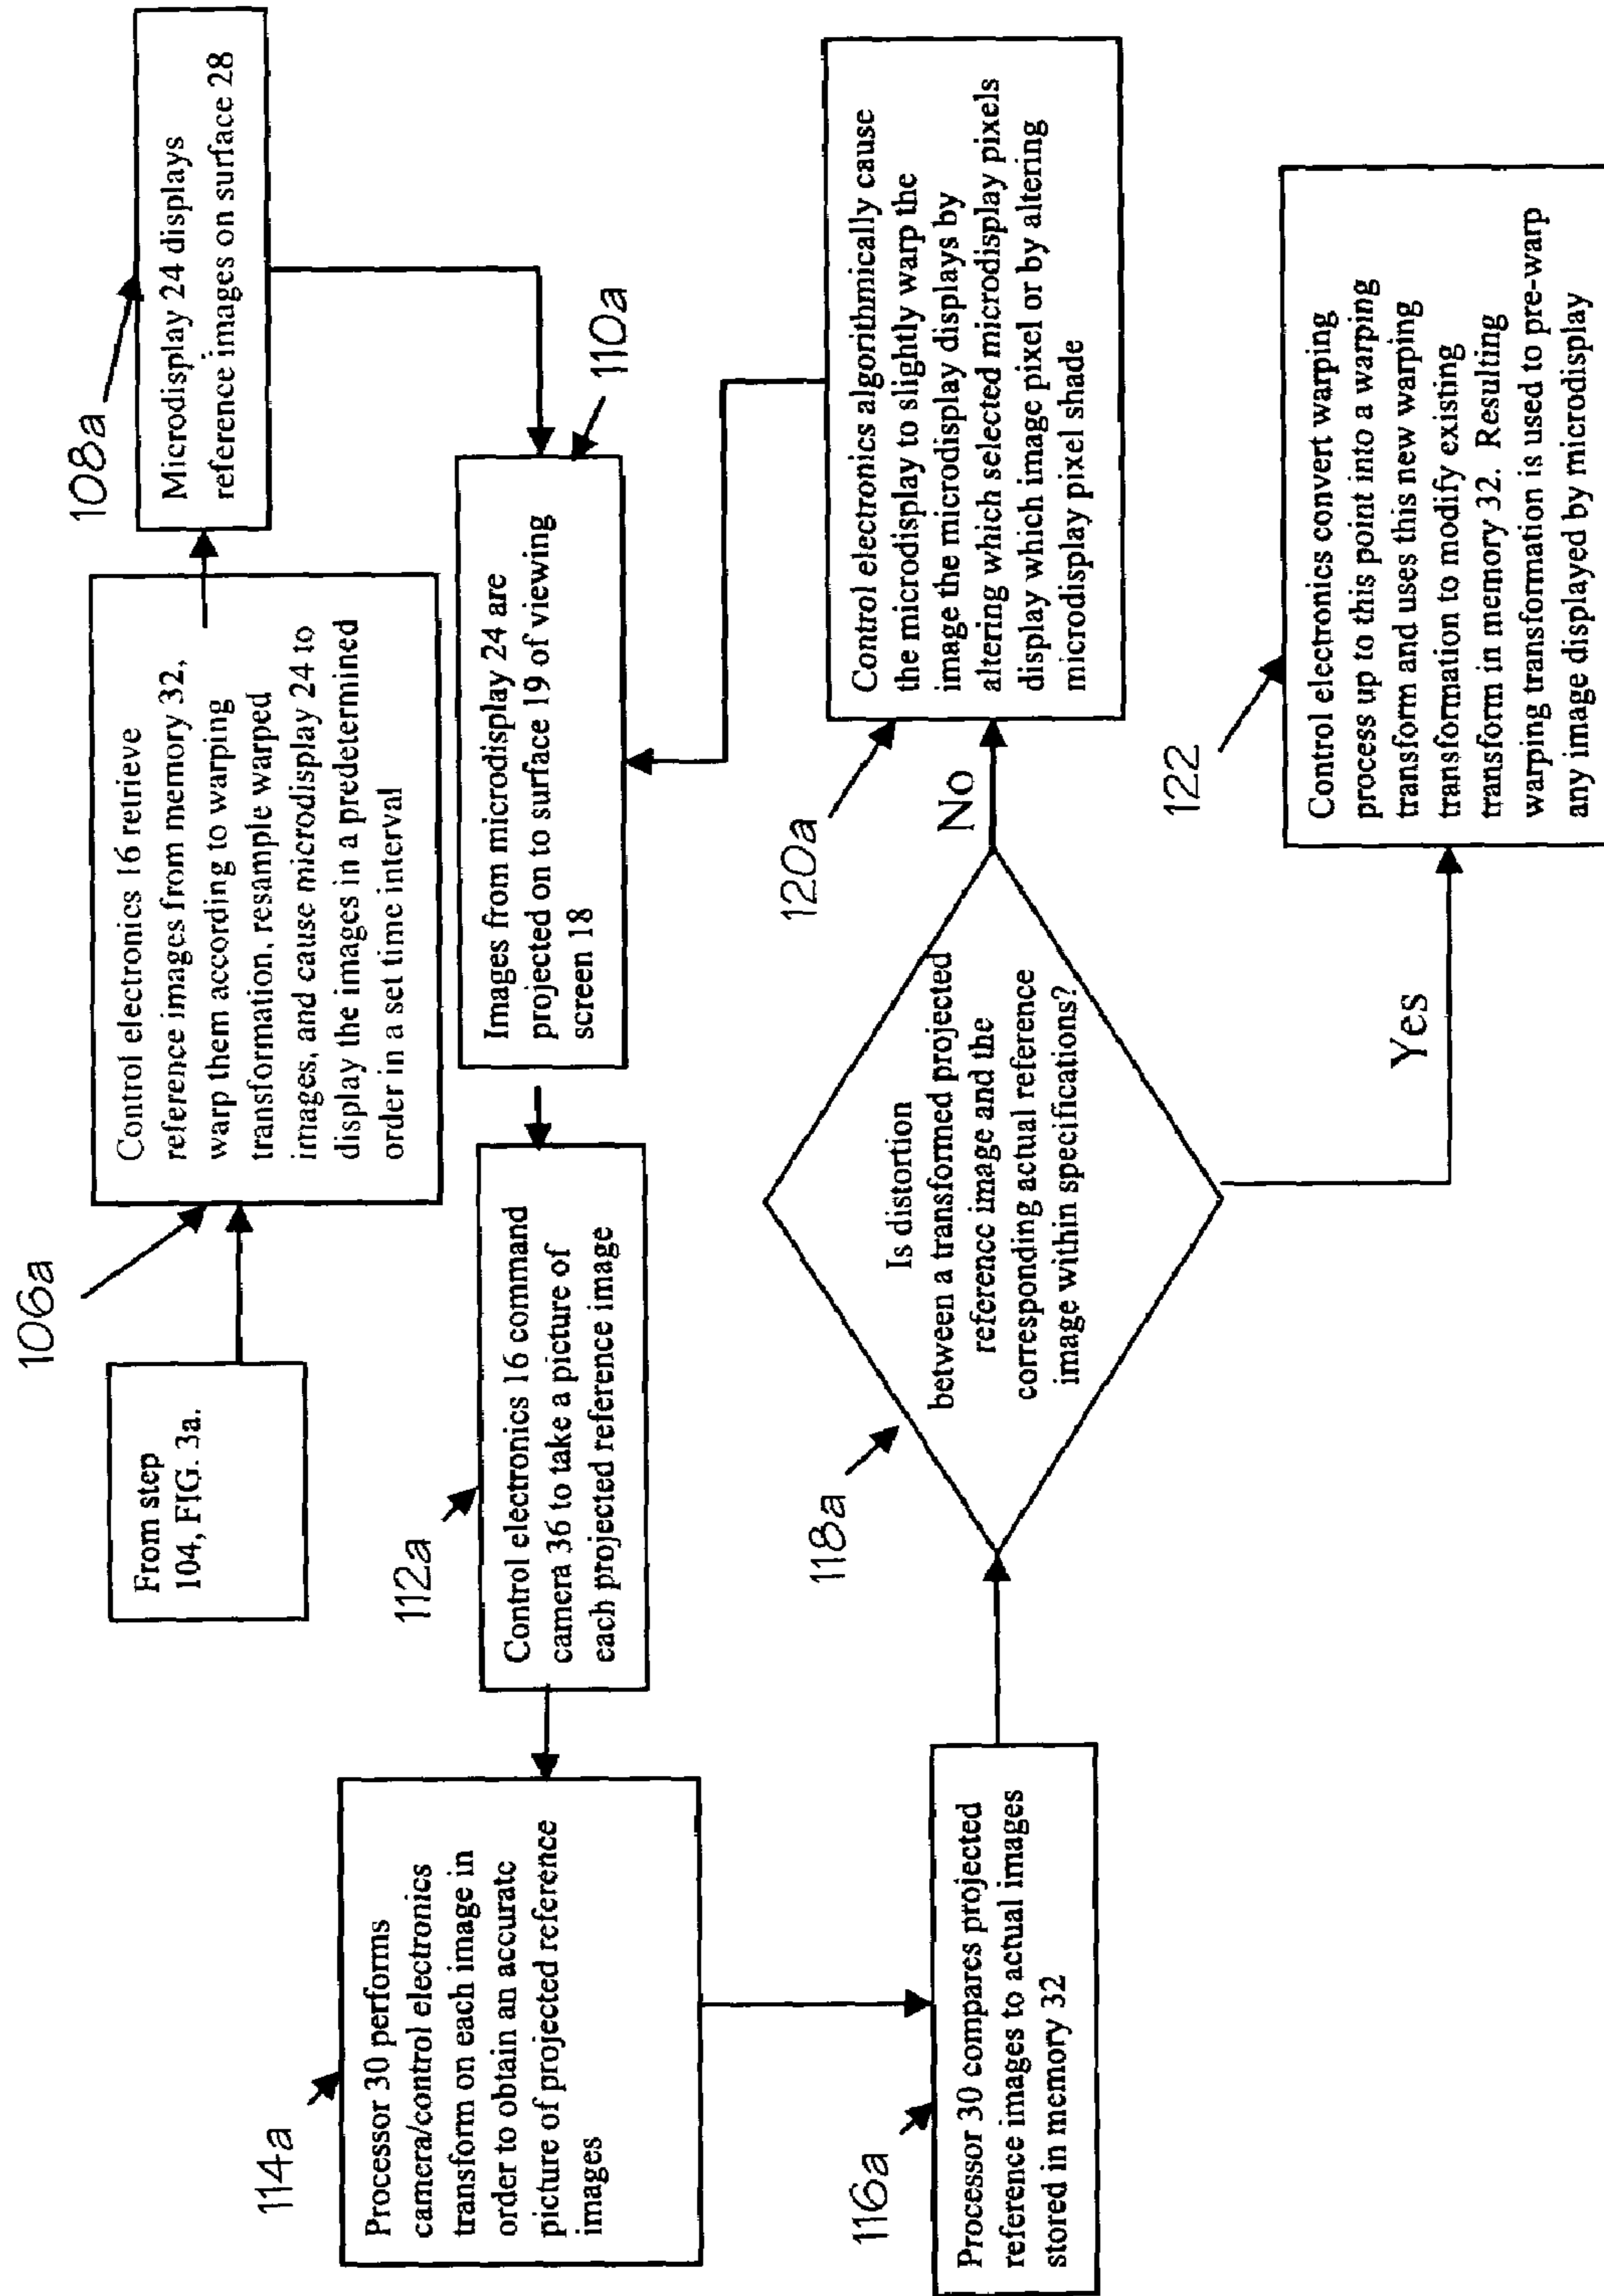 106a
From step
104, FIG. 3a.
Control electronics 16 retrieve
reference images from memory 32,
warp them according to warping
transformation, resample warped
images, and cause microdisplay 24 to
display the images in a predetermined
order in a set time interval
108a
Microdisplay 24 displays
reference images on surface 28
110a
Images from microdisplay 24 are
projected on to surface 19 of viewing
screen 18
112a
Control electronics 16 command
camera 36 to take a picture of
each projected reference image
114a
Processor 30 performs
camera/control electronics
transform on each image in
order to obtain an accurate
picture of projected reference
images
116a
Processor 30 compares projected
reference images to actual images
stored in memory 32
118a
Is distortion
between a transformed projected
reference image and the
corresponding actual reference
image within specifications?
No
120a
Control electronics algorithmically cause
the microdisplay to slightly warp the
image the microdisplay displays by
altering which selected microdisplay pixels
display which image pixel or by altering
microdisplay pixel shade
Yes
122
Control electronics convert warping
process up to this point into a warping
transform and uses this new warping
transformation to modify existing
transform in memory 32. Resulting
warping transformation is used to pre-warp
any image displayed by microdisplay